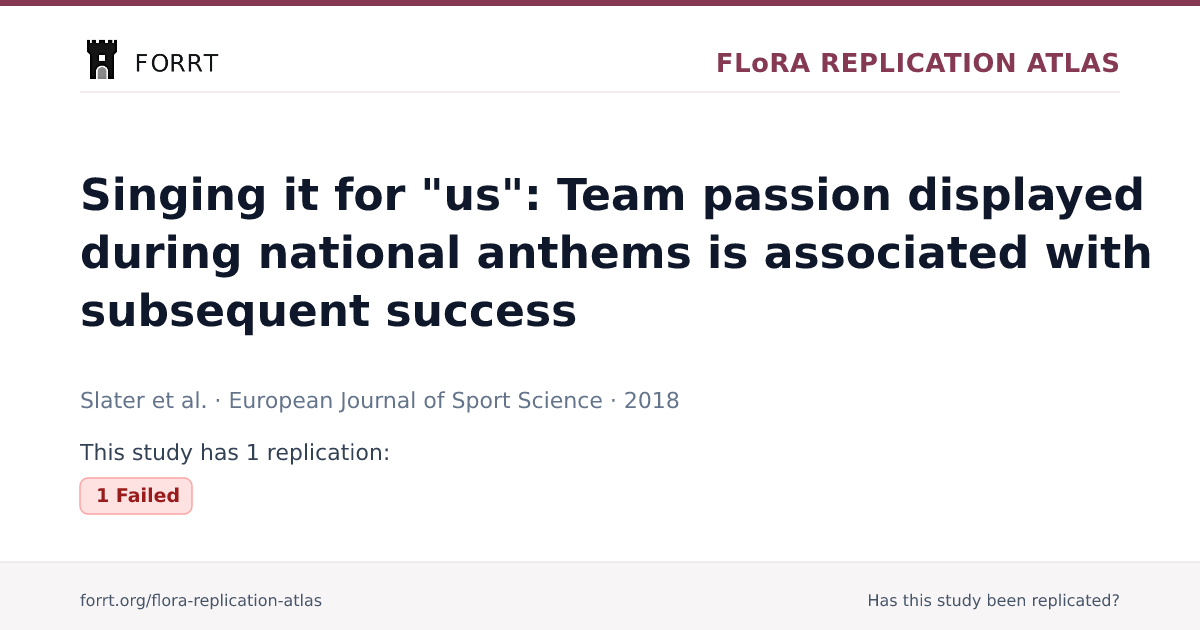 FORRT
FLoRA REPLICATION ATLAS
Singing it for "us": Team passion displayed
during national anthems is associated with
subsequent success
Slater et al. · European Journal of Sport Science · 2018
This study has 1 replication:
1 Failed
forrt.org/flora-replication-atlas
Has this study been replicated?